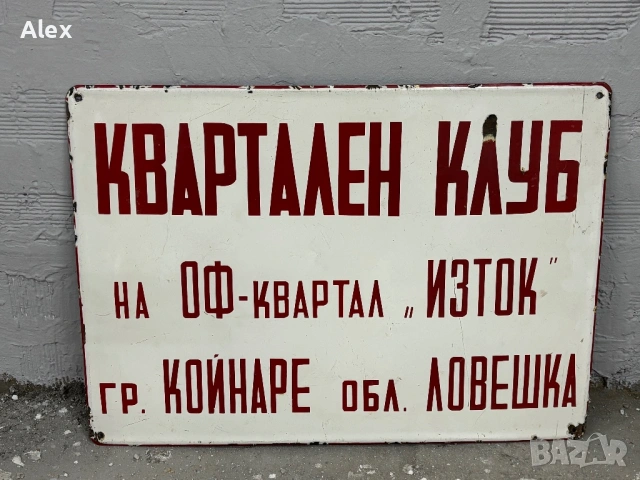 Alex
КВАРТАЛЕН КЛУБ
НА ОФ-КВАРТАЛ „ИЗТОК"
ГР. КОЙНАРЕ ОБЛ. ЛОВЕШКА
BAZAR